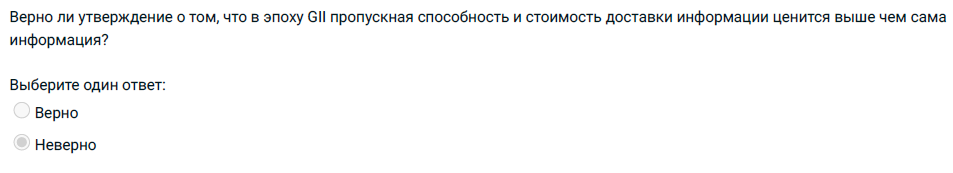 Верно ли утверждение о том, что в эпоху GII пропускная способность и стоимость доставки информации ценится выше чем сама
информация?
Выберите один ответ:
Верно
Неверно